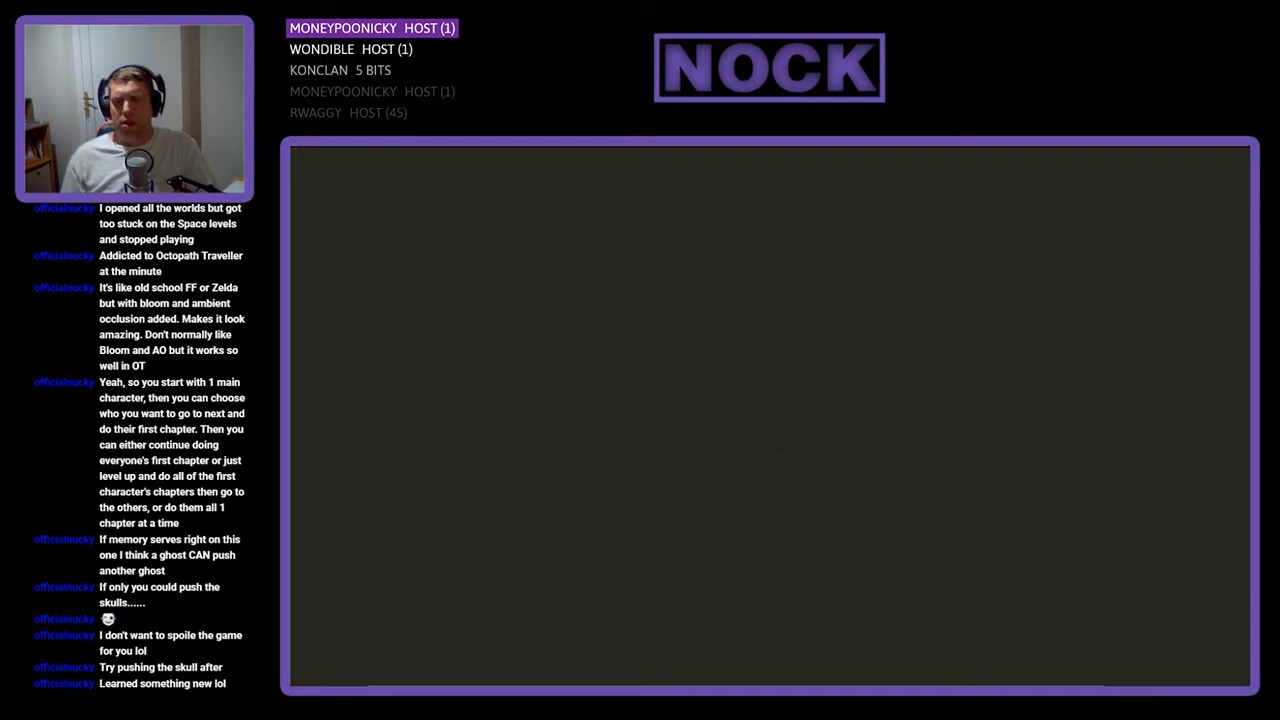 MONEYPOONICKY HOST (1)
WONDIBLE HOST (1)
KONCLAN 5 BITS
MONEYPOONICKY HOST (1)
RWAGGY HOST (45)
NOCK
officialnucky I opened all the worlds but got
too stuck on the Space levels
and stopped playing
officialnucky Addicted to Octopath Traveller
at the minute
officialnucky It's like old school FF or Zelda
but with bloom and ambient
occlusion added. Makes it look
amazing. Don't normally like
Bloom and AO but it works so
well in OT
officialnucky Yeah, so you start with 1 main
character, then you can choose
who you want to go to next and
do their first chapter. Then you
can either continue doing
everyone's first chapter or just
level up and do all of the first
character's chapters then go to
the others, or do them all 1
chapter at a time
officialnucky If memory serves right on this
one I think a ghost CAN push
another ghost
officialnucky If only you could push the
skulls......
officialnucky
officialnucky I don't want to spoile the game
for you lol
officialnucky Try pushing the skull after
officialnucky Learned something new lol